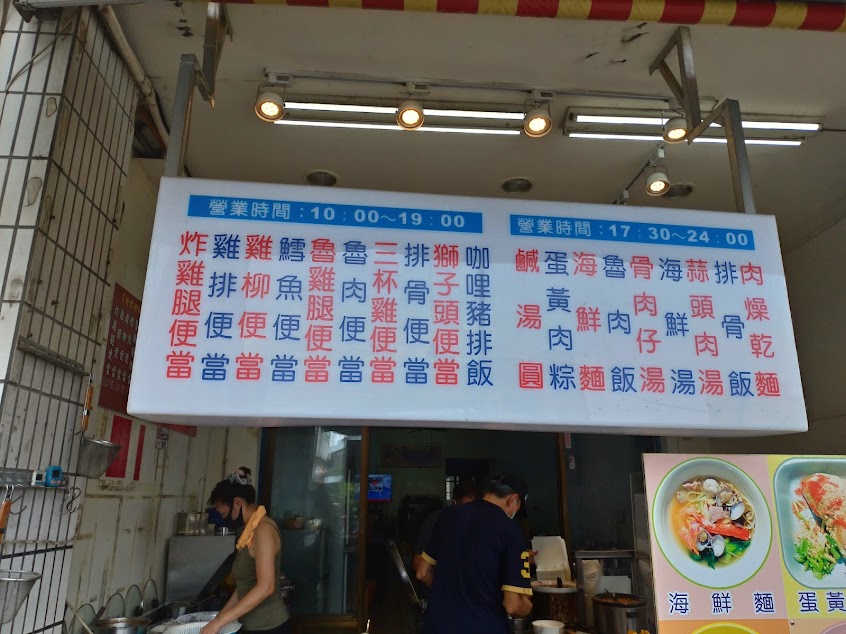 營業時間：10：00～19：00
咖哩豬排飯
獅子頭便當
排骨便當
三杯雞便當
魯肉便當
魯雞腿便當
鱈魚便當
雞柳便當
雞排便當
炸雞腿便當
營業時間：17：30～24：00
肉燥乾麵
排骨飯
蒜頭肉湯
海鮮湯
骨肉仔湯
魯肉飯
海鮮麵
蛋黃肉粽
鹹湯圓
海鮮麵
蛋黃
3